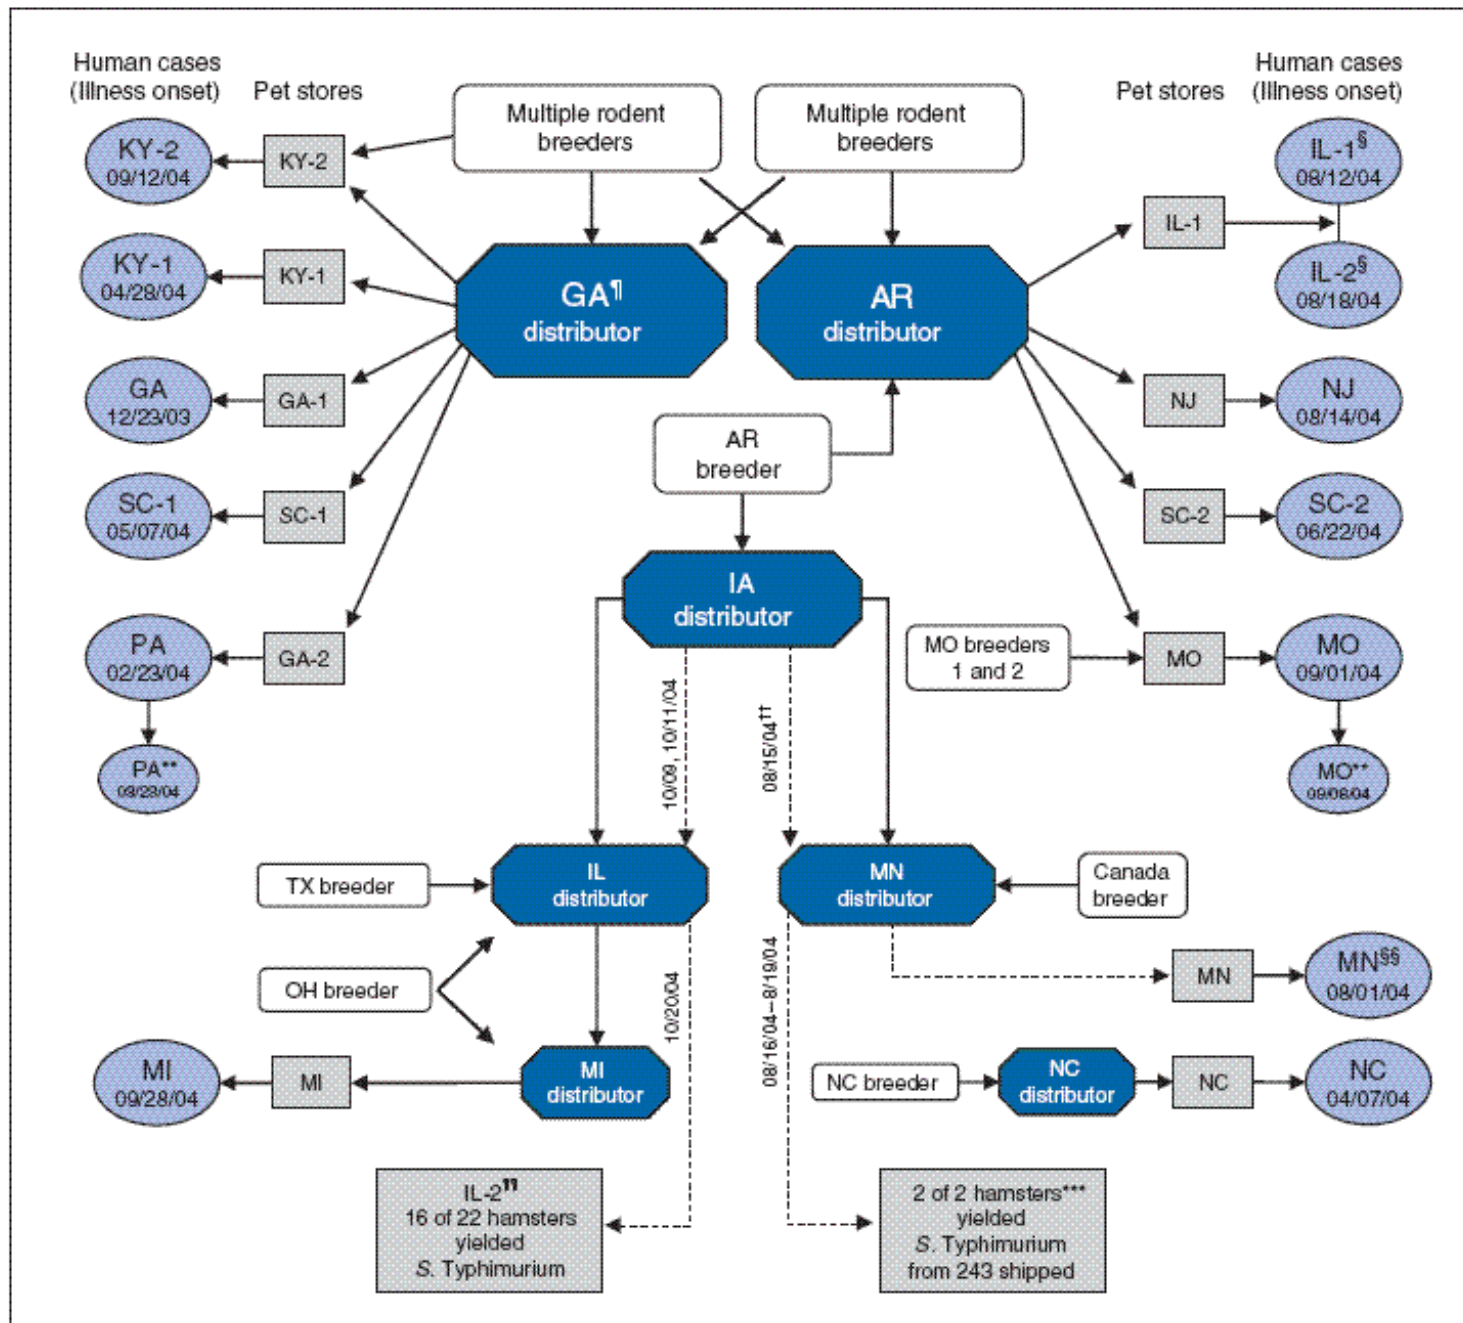 Human cases
(Illness onset)
Pet stores
Multiple rodent
breeders
Multiple rodent
breeders
Pet stores
Human cases
(Illness onset)
KY-2
09/12/04
KY-2
IL-1§
08/12/04
IL-1
KY-1
04/28/04
KY-1
GA¶
distributor
AR
distributor
IL-2§
08/18/04
GA
12/23/03
GA-1
NJ
NJ
08/14/04
AR
breeder
SC-1
05/07/04
SC-1
SC-2
SC-2
06/22/04
IA
distributor
PA
02/23/04
GA-2
MO breeders
1 and 2
MO
MO
09/01/04
10/09, 10/11/04
08/15/04††
PA**
MO**
09/08/04
TX breeder
IL
distributor
MN
distributor
Canada
breeder
OH breeder
10/20/04
08/16/04–8/19/04
MN
MN§§
08/01/04
MI
09/28/04
MI
MI
distributor
NC breeder
NC
distributor
NC
NC
04/07/04
IL-2¶¶
16 of 22 hamsters
yielded
S. Typhimurium
2 of 2 hamsters***
yielded
S. Typhimurium
from 243 shipped